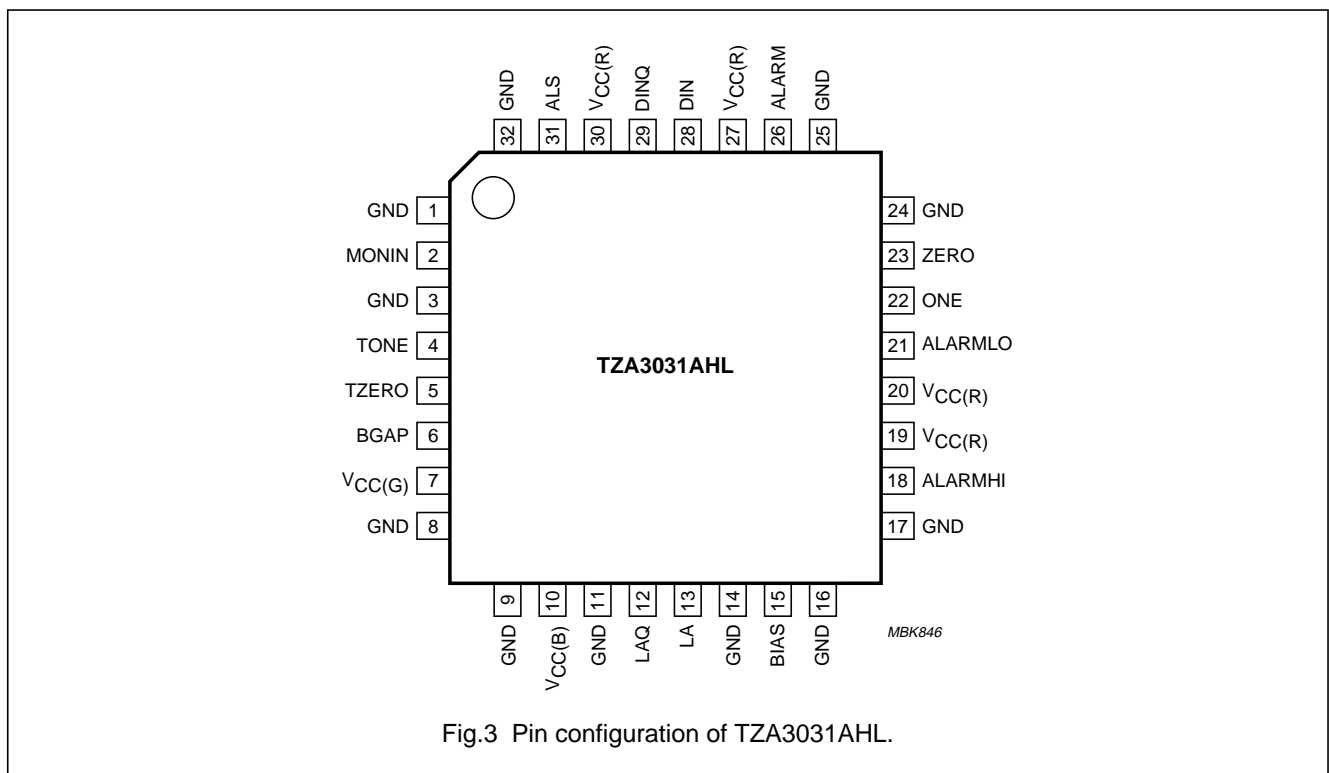 GND
ALS
VCC(R)
DINQ
DIN
VCC(R)
ALARM
GND
32
31
30
29
28
27
26
25
GND 1
MONIN 2
GND 3
TONE 4
TZERO 5
BGAP 6
VCC(G) 7
GND 8
TZA3031AHL
24 GND
23 ZERO
22 ONE
21 ALARMLO
20 VCC(R)
19 VCC(R)
18 ALARMHI
17 GND
9
10
11
12
13
14
15
16
GND
VCC(B)
GND
LAQ
LA
GND
BIAS
GND
MBK846
Fig.3 Pin configuration of TZA3031AHL.